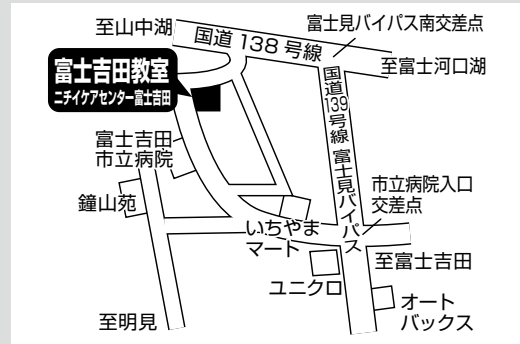 至山中湖
国道138号線
富士見バイパス南交差点
至富士河口湖
富士吉田教室
ニチイケアセンター富士吉田
国道139号線 富士見バイパス
富士吉田
市立病院
鐘山苑
市立病院入口
交差点
いちやま
マート
至富士吉田
ユニクロ
オート
バックス
至明見